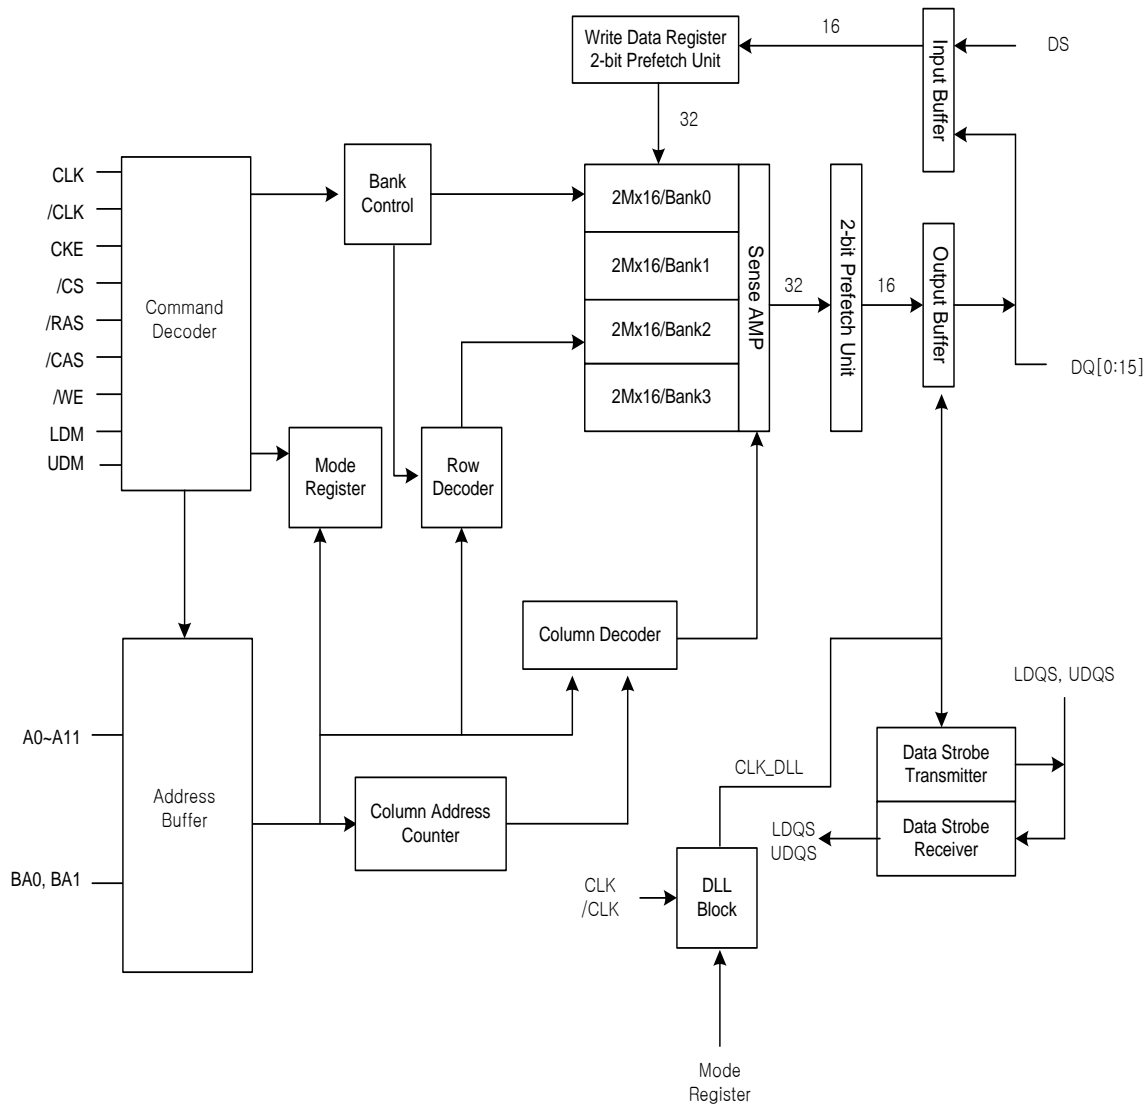 Write Data Register
2-bit Prefetch Unit
16
Input Buffer
DS
32
CLK
/CLK
CKE
/CS
/RAS
/CAS
/WE
LDM
UDM
Command
Decoder
Bank
Control
2Mx16/Bank0
2Mx16/Bank1
2Mx16/Bank2
2Mx16/Bank3
Sense AMP
32
2-bit Prefetch Unit
16
Output Buffer
DQ[0:15]
Mode
Register
Row
Decoder
Column Decoder
A0~A11
BA0, BA1
Address
Buffer
Column Address
Counter
CLK_DLL
LDQS, UDQS
Data Strobe
Transmitter
Data Strobe
Receiver
LDQS
UDQS
CLK
/CLK
DLL
Block
Mode
Register